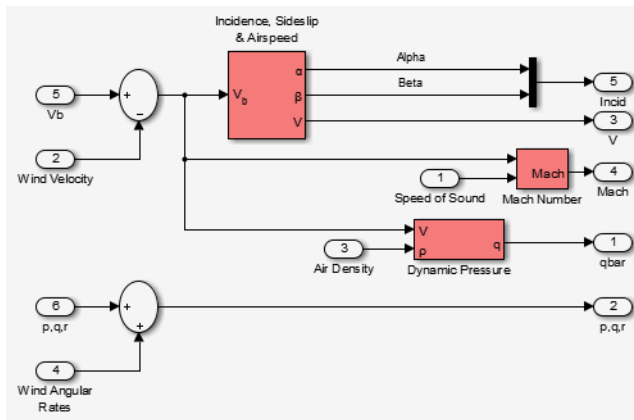 Incidence, Sideslip
& Airspeed
Alpha
α
5
+
Vb
β
Beta
5
Vb
−
V
Incid
3
V
2
Wind Velocity
Mach
4
1
Speed of Sound
Mach Number
Mach
V
q
3
ρ
1
Air Density
Dynamic Pressure
qbar
6
+
2
p,q,r
+
p,q,r
4
Wind Angular
Rates